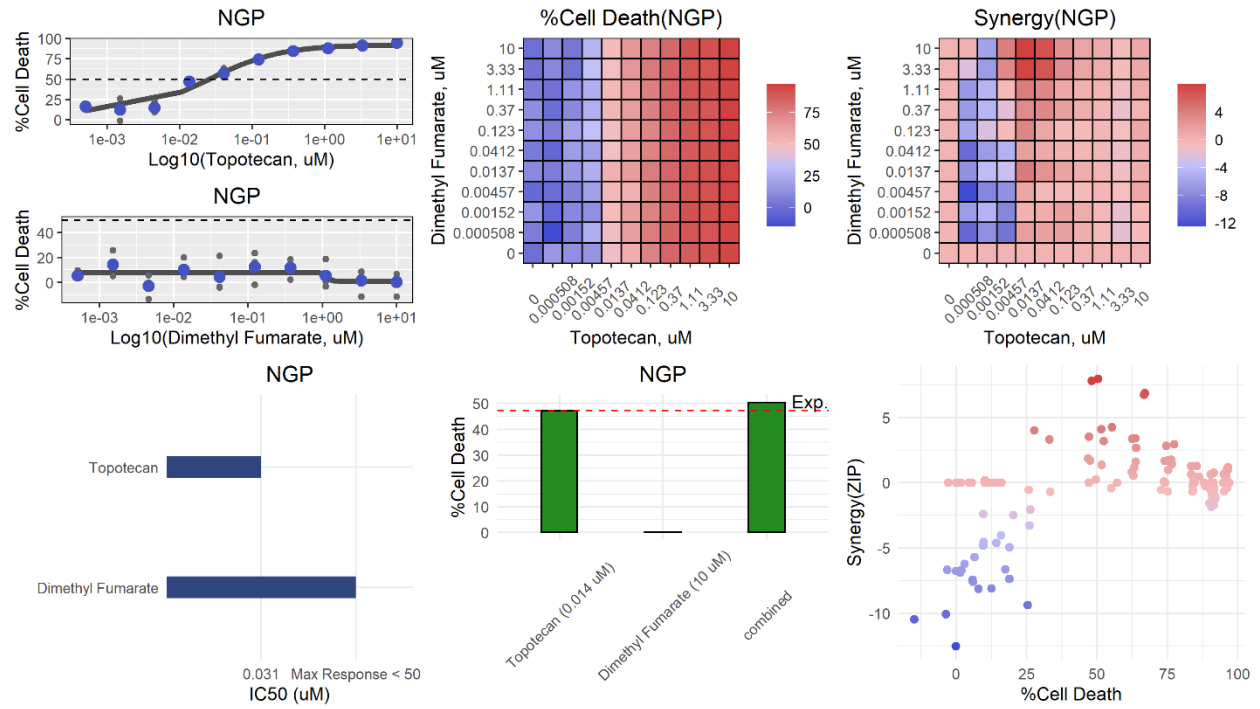 NGP
%Cell Death
100
75
50
25
0
1e-03
1e-02
1e-01
1e+00
1e+01
Log10(Topotecan, uM)
NGP
%Cell Death
40
20
0
1e-03
1e-02
1e-01
1e+00
1e+01
Log10(Dimethyl Fumarate, uM)
%Cell Death(NGP)
Dimethyl Fumarate, uM
10
3.33
1.11
0.37
0.123
0.0412
0.0137
0.00457
0.00152
0.000508
0
0
0.000508
0.00152
0.00457
0.0137
0.0412
0.123
0.37
1.11
3.33
10
Topotecan, uM
75
50
25
0
Synergy(NGP)
Dimethyl Fumarate, uM
10
3.33
1.11
0.37
0.123
0.0412
0.0137
0.00457
0.00152
0.000508
0
0
0.000508
0.00152
0.00457
0.0137
0.0412
0.123
0.37
1.11
3.33
10
Topotecan, uM
4
0
-4
-8
-12
NGP
Topotecan
Dimethyl Fumarate
0.031
Max Response < 50
IC50 (uM)
NGP
%Cell Death
50
40
30
20
10
0
Exp.
Topotecan (0.014 uM)
Dimethyl Fumarate (10 uM)
combined
Synergy(ZIP)
5
0
-5
-10
0
25
50
75
100
%Cell Death